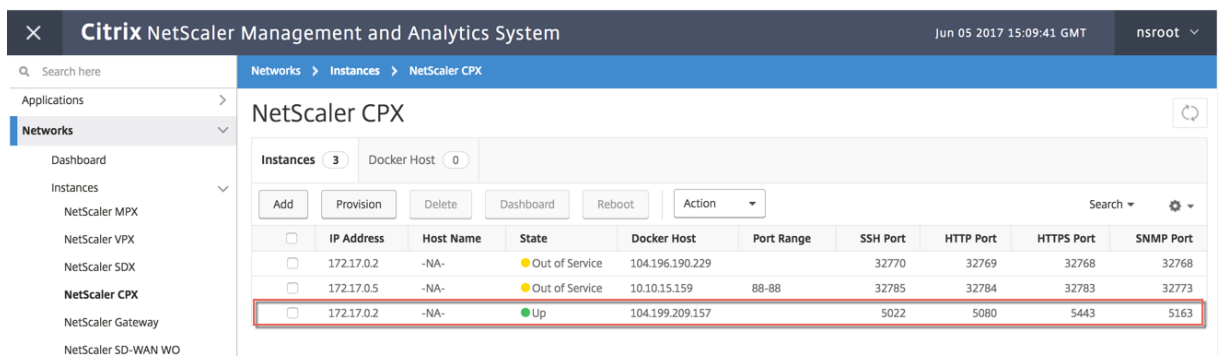 Citrix NetScaler Management and Analytics System Jun 05 2017 15:09:41 GMT nsroot
Search here
Networks > Instances > NetScaler CPX
Applications
Networks
Dashboard
Instances
NetScaler MPX
NetScaler VPX
NetScaler SDX
NetScaler CPX
NetScaler Gateway
NetScaler SD-WAN WO
NetScaler CPX
Instances 3 Docker Host 0
Add Provision Delete Dashboard Reboot Action Search
IP Address Host Name State Docker Host Port Range SSH Port HTTP Port HTTPS Port SNMP Port
172.17.0.2 -NA- Out of Service 104.196.190.229 32770 32769 32768 32768
172.17.0.5 -NA- Out of Service 10.10.15.159 88-88 32785 32784 32783 32773
172.17.0.2 -NA- Up 104.199.209.157 5022 5080 5443 5163